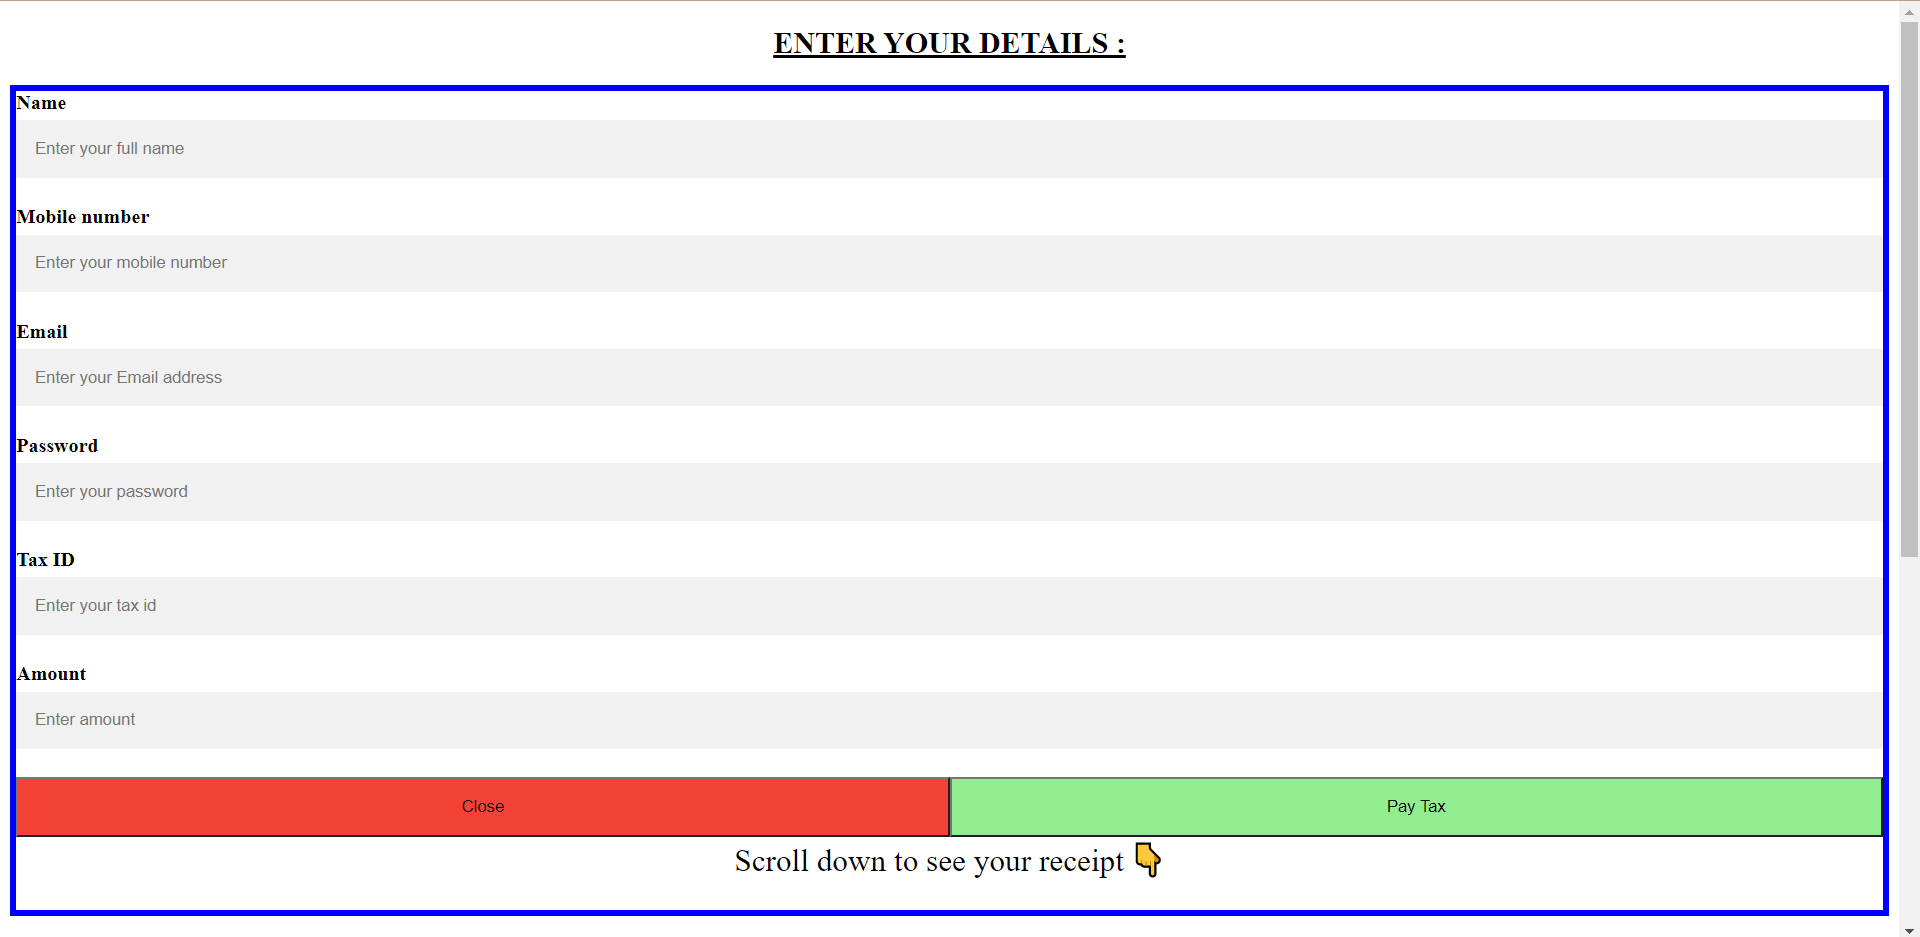 ENTER YOUR DETAILS :
Name
Enter your full name
Mobile number
Enter your mobile number
Email
Enter your Email address
Password
Enter your password
Tax ID
Enter your tax id
Amount
Enter amount
Close Pay Tax
Scroll down to see your receipt 👇